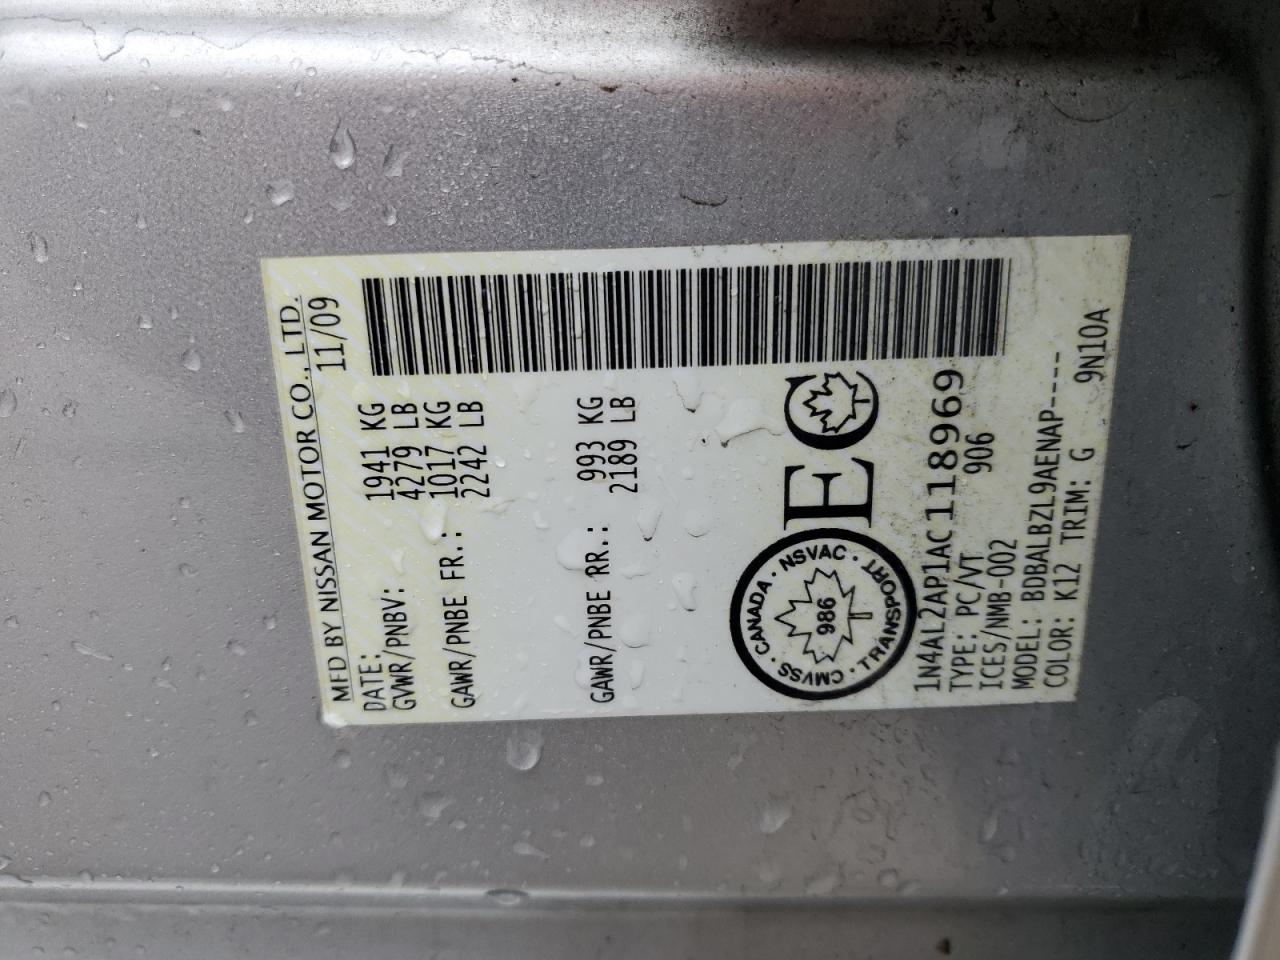 MFD BY NISSAN MOTOR CO., LTD.
DATE: 11/09
GVWR/PNBV: 1941 KG
4279 LB
GAWR/PNBE FR.: 1017 KG
2242 LB
GAWR/PNBE RR.: 993 KG
2189 LB
CANADA · NSVAC · TRANSPORT · CMVSS ·
986
EC
T
1N4AL2AP1AC118969
TYPE: PC/VT 906
ICES/NMB-002
MODEL: BDBALBZL9AENAP----
COLOR: K12 TRIM: G 9N10A